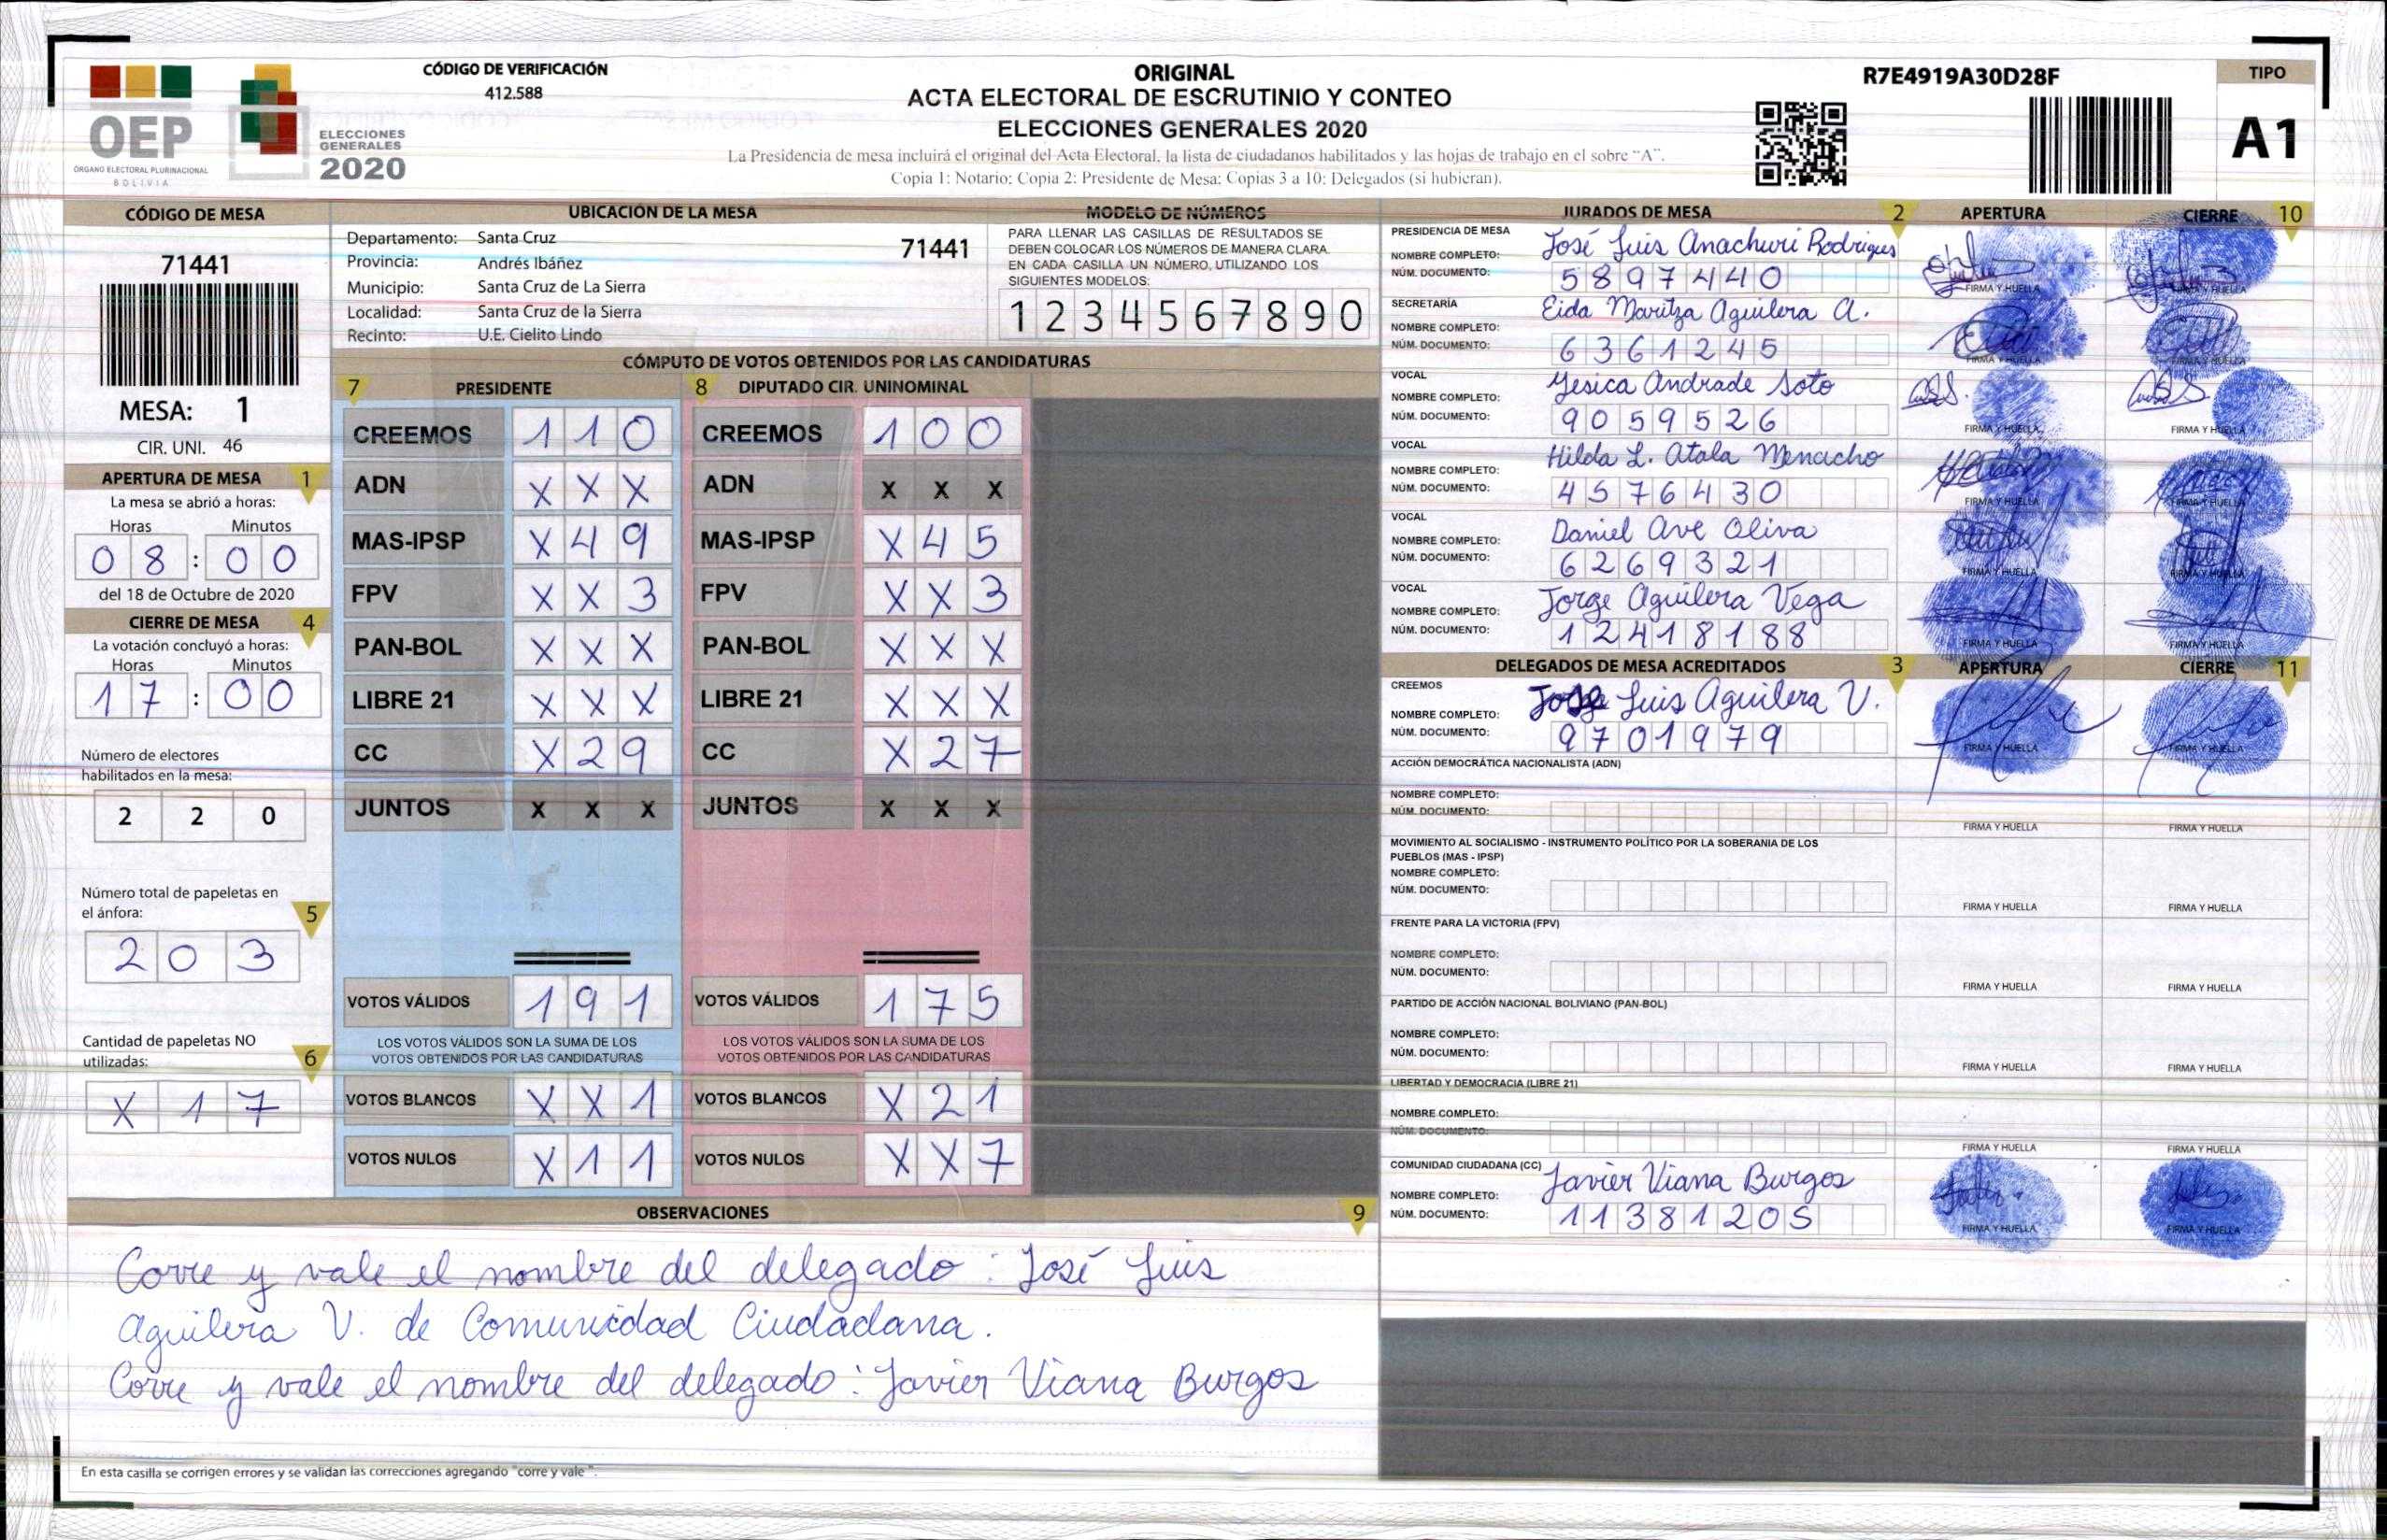 OEP
ÓRGANO ELECTORAL PLURINACIONAL
BOLIVIA
ELECCIONES
GENERALES
2020
CÓDIGO DE VERIFICACIÓN
412.588
ORIGINAL
ACTA ELECTORAL DE ESCRUTINIO Y CONTEO
ELECCIONES GENERALES 2020
La Presidencia de mesa incluirá el original del Acta Electoral, la lista de ciudadanos habilitados y las hojas de trabajo en el sobre "A".
Copia 1: Notario; Copia 2: Presidente de Mesa; Copias 3 a 10: Delegados (si hubieran).
R7E4919A30D28F
TIPO
A1
CÓDIGO DE MESA
71441
MESA: 1
CIR. UNI. 46
APERTURA DE MESA 1
La mesa se abrió a horas:
Horas Minutos
08 : 00
del 18 de Octubre de 2020
CIERRE DE MESA 4
La votación concluyó a horas:
Horas Minutos
17 : 00
Número de electores
habilitados en la mesa:
2 2 0
Número total de papeletas en
el ánfora: 5
2 0 3
Cantidad de papeletas NO
utilizadas: 6
X 1 7
UBICACIÓN DE LA MESA
Departamento: Santa Cruz 71441
Provincia: Andrés Ibáñez
Municipio: Santa Cruz de La Sierra
Localidad: Santa Cruz de la Sierra
Recinto: U.E. Cielito Lindo
MODELO DE NÚMEROS
PARA LLENAR LAS CASILLAS DE RESULTADOS SE
DEBEN COLOCAR LOS NÚMEROS DE MANERA CLARA.
EN CADA CASILLA UN NÚMERO, UTILIZANDO LOS
SIGUIENTES MODELOS:
1 2 3 4 5 6 7 8 9 0
CÓMPUTO DE VOTOS OBTENIDOS POR LAS CANDIDATURAS
7 PRESIDENTE 8 DIPUTADO CIR. UNINOMINAL
CREEMOS 1 1 0 CREEMOS 1 0 0
ADN X X X ADN X X X
MAS-IPSP X 4 9 MAS-IPSP X 4 5
FPV X X 3 FPV X X 3
PAN-BOL X X X PAN-BOL X X X
LIBRE 21 X X X LIBRE 21 X X X
CC X 2 9 CC X 2 7
JUNTOS X X X JUNTOS X X X
VOTOS VÁLIDOS 1 9 1 VOTOS VÁLIDOS 1 7 5
LOS VOTOS VÁLIDOS SON LA SUMA DE LOS LOS VOTOS VÁLIDOS SON LA SUMA DE LOS
VOTOS OBTENIDOS POR LAS CANDIDATURAS VOTOS OBTENIDOS POR LAS CANDIDATURAS
VOTOS BLANCOS X X 1 VOTOS BLANCOS X 2 1
VOTOS NULOS X 1 1 VOTOS NULOS X X 7
OBSERVACIONES 9
Corre y vale el nombre del delegado : José Luis
Aguilera V. de Comunidad Ciudadana.
Corre y vale el nombre del delegado : Javier Viana Burgos
En esta casilla se corrigen errores y se validan las correcciones agregando "corre y vale".
JURADOS DE MESA 2 APERTURA CIERRE 10
PRESIDENCIA DE MESA
NOMBRE COMPLETO: José Luis Anachuri Rodrigues
NÚM. DOCUMENTO: 5897440
FIRMA Y HUELLA FIRMA Y HUELLA
SECRETARÍA
NOMBRE COMPLETO: Eida Maritza Aguilera A.
NÚM. DOCUMENTO: 6361245
FIRMA Y HUELLA FIRMA Y HUELLA
VOCAL
NOMBRE COMPLETO: Yesica Andrade Soto
NÚM. DOCUMENTO: 9059526
FIRMA Y HUELLA FIRMA Y HUELLA
VOCAL
NOMBRE COMPLETO: Hilda L. Atala Menacho
NÚM. DOCUMENTO: 4576430
FIRMA Y HUELLA FIRMA Y HUELLA
VOCAL
NOMBRE COMPLETO: Daniel Ave Oliva
NÚM. DOCUMENTO: 6269321
FIRMA Y HUELLA FIRMA Y HUELLA
VOCAL
NOMBRE COMPLETO: Jorge Aguilera Vega
NÚM. DOCUMENTO: 12418188
FIRMA Y HUELLA FIRMA Y HUELLA
DELEGADOS DE MESA ACREDITADOS 3 APERTURA CIERRE 11
CREEMOS
NOMBRE COMPLETO: Luis Aguilera V.
NÚM. DOCUMENTO: 9701979
FIRMA Y HUELLA FIRMA Y HUELLA
ACCIÓN DEMOCRÁTICA NACIONALISTA (ADN)
NOMBRE COMPLETO:
NÚM. DOCUMENTO:
FIRMA Y HUELLA FIRMA Y HUELLA
MOVIMIENTO AL SOCIALISMO - INSTRUMENTO POLÍTICO POR LA SOBERANIA DE LOS
PUEBLOS (MAS - IPSP)
NOMBRE COMPLETO:
NÚM. DOCUMENTO:
FIRMA Y HUELLA FIRMA Y HUELLA
FRENTE PARA LA VICTORIA (FPV)
NOMBRE COMPLETO:
NÚM. DOCUMENTO:
FIRMA Y HUELLA FIRMA Y HUELLA
PARTIDO DE ACCIÓN NACIONAL BOLIVIANO (PAN-BOL)
NOMBRE COMPLETO:
NÚM. DOCUMENTO:
FIRMA Y HUELLA FIRMA Y HUELLA
LIBERTAD Y DEMOCRACIA (LIBRE 21)
NOMBRE COMPLETO:
NÚM. DOCUMENTO:
FIRMA Y HUELLA FIRMA Y HUELLA
COMUNIDAD CIUDADANA (CC)
NOMBRE COMPLETO: Javier Viana Burgos
NÚM. DOCUMENTO: 11381205
FIRMA Y HUELLA FIRMA Y HUELLA